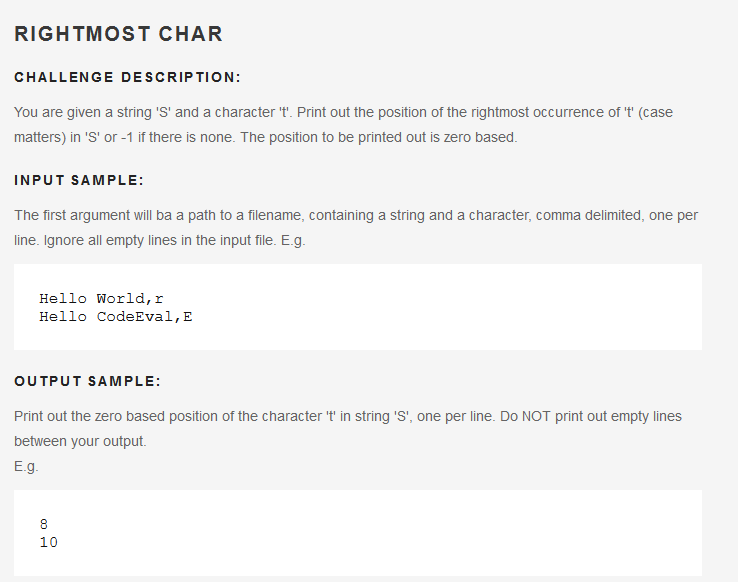 RIGHTMOST CHAR
CHALLENGE DESCRIPTION:
You are given a string 'S' and a character 't'. Print out the position of the rightmost occurrence of 't' (case
matters) in 'S' or -1 if there is none. The position to be printed out is zero based.
INPUT SAMPLE:
The first argument will ba a path to a filename, containing a string and a character, comma delimited, one per
line. Ignore all empty lines in the input file. E.g.
Hello World,r
Hello CodeEval,E
OUTPUT SAMPLE:
Print out the zero based position of the character 't' in string 'S', one per line. Do NOT print out empty lines
between your output.
E.g.
8
10